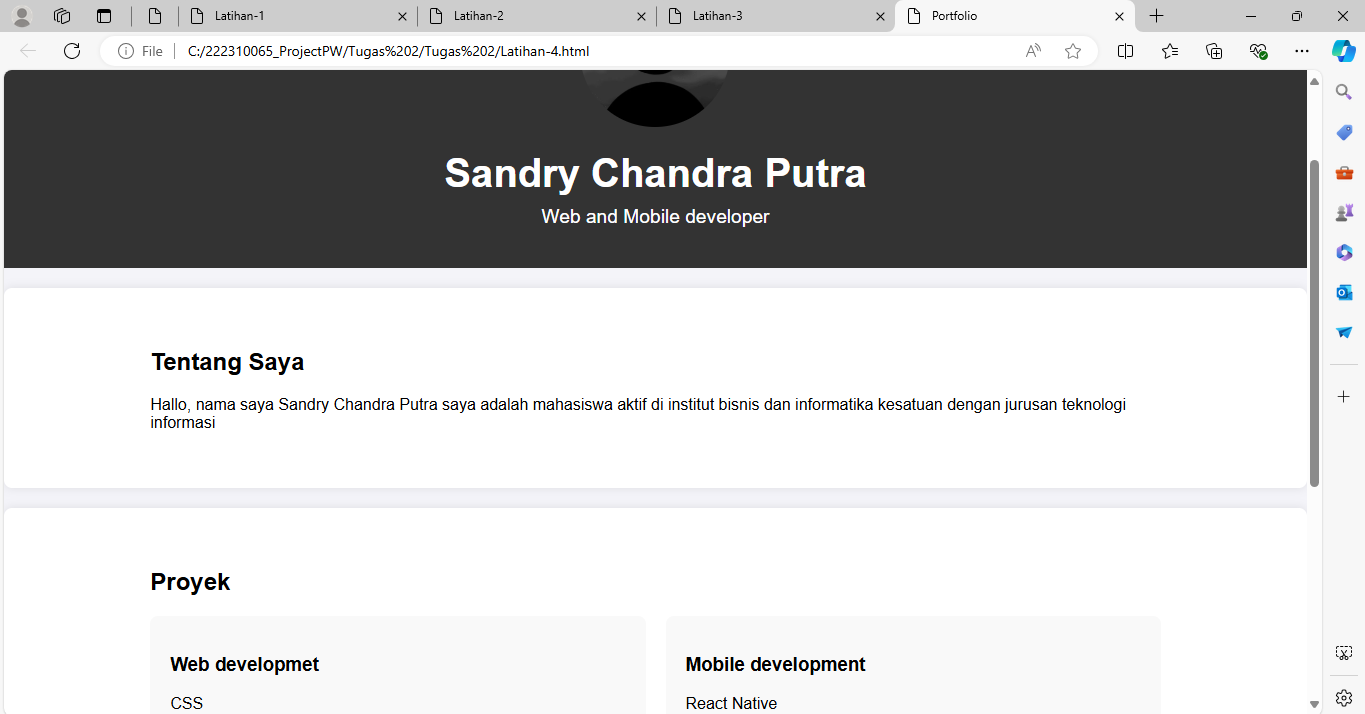 Latihan-1
Latihan-2
Latihan-3
Portfolio
File
C:/222310065_ProjectPW/Tugas%202/Tugas%202/Latihan-4.html
Sandry Chandra Putra
Web and Mobile developer
Tentang Saya
Hallo, nama saya Sandry Chandra Putra saya adalah mahasiswa aktif di institut bisnis dan informatika kesatuan dengan jurusan teknologi
informasi
Proyek
Web developmet
Mobile development
CSS
React Native